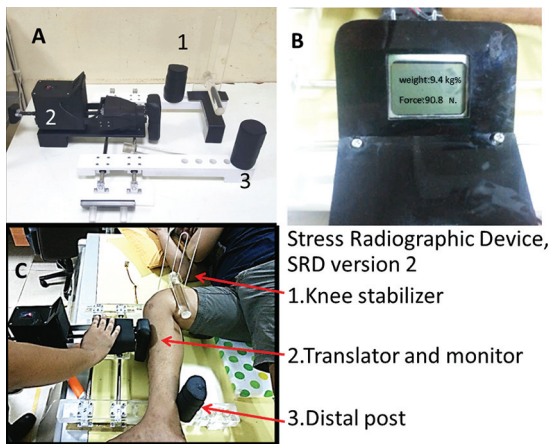 A
1
2
3
B
weight:9.4 kg%
Force:90.8 N.
C
Stress Radiographic Device,
SRD version 2
1.Knee stabilizer
2.Translator and monitor
3.Distal post